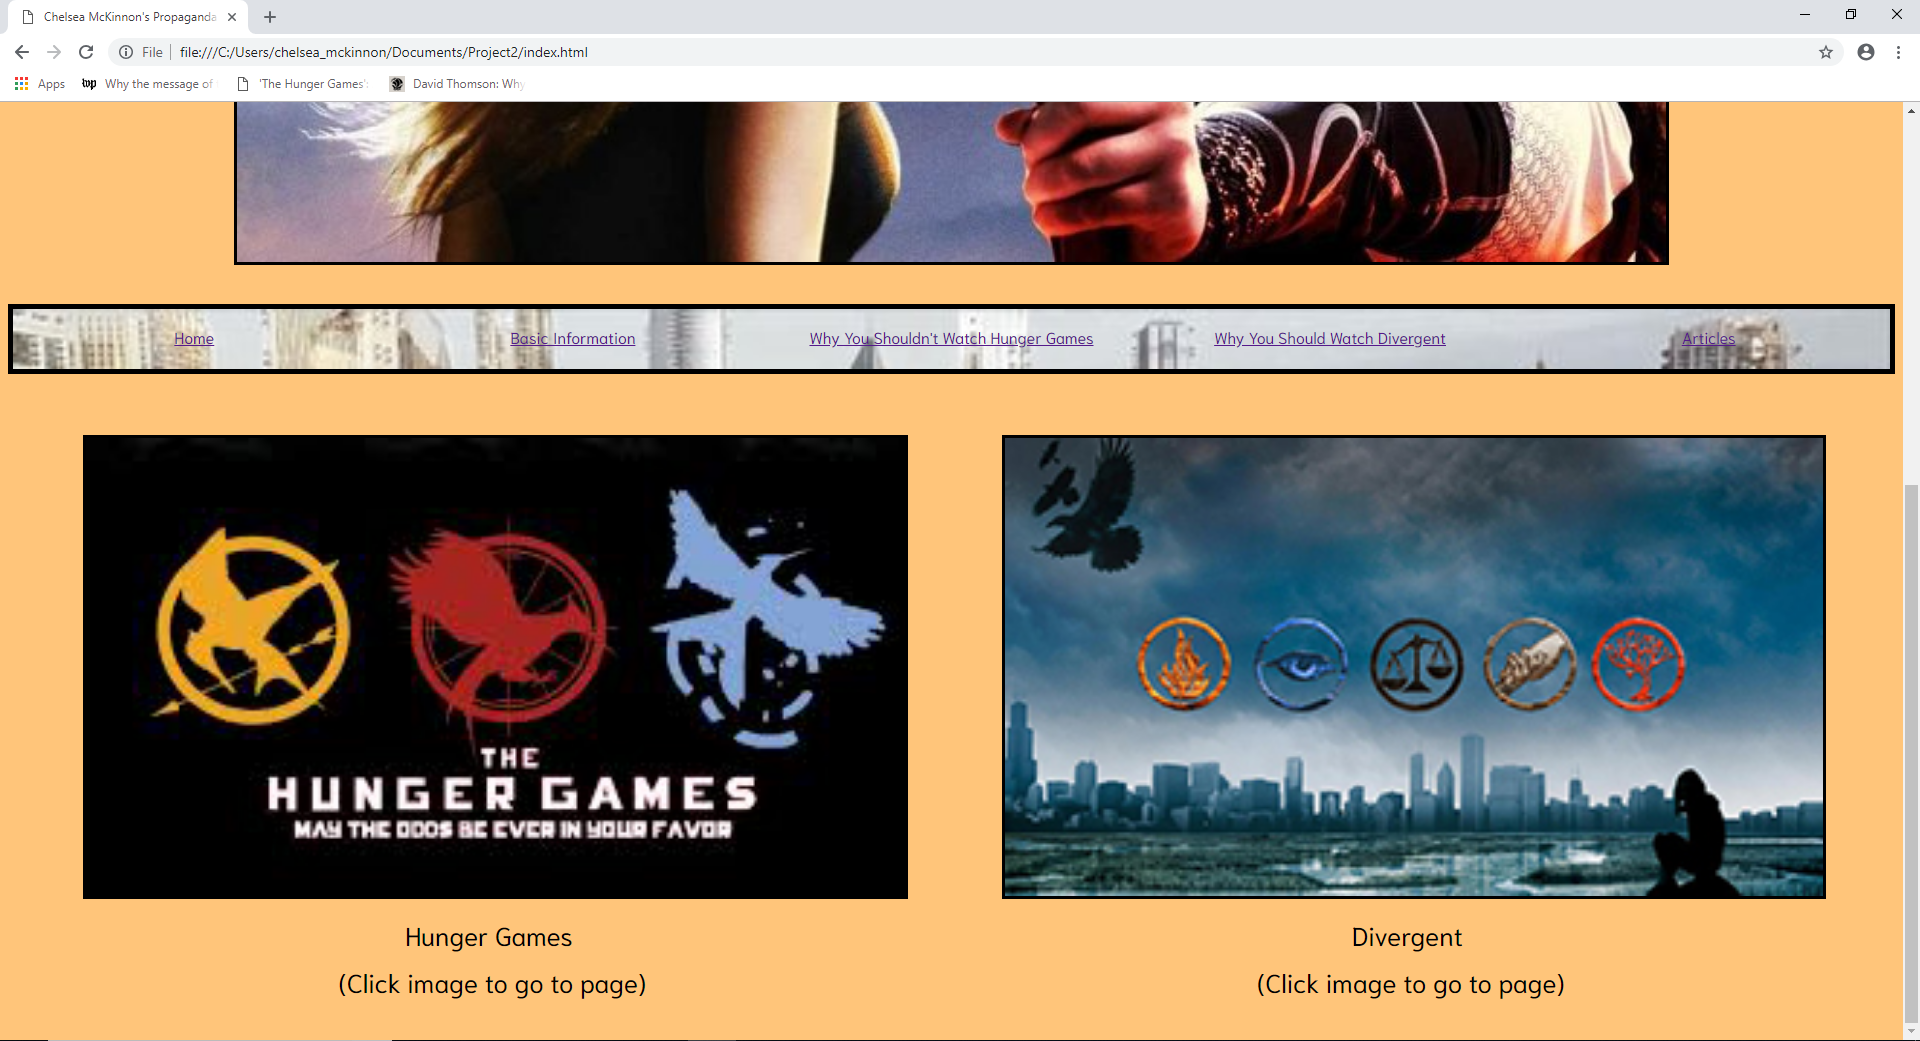 Chelsea McKinnon's Propaganda
File file:///C:/Users/chelsea_mckinnon/Documents/Project2/index.html
Apps wp Why the message of 'The Hunger Games': David Thomson: Why
Home Basic Information Why You Shouldn't Watch Hunger Games Why You Should Watch Divergent Articles
THE
HUNGER GAMES
MAY THE ODDS BE EVER IN YOUR FAVOR
Hunger Games
(Click image to go to page)
Divergent
(Click image to go to page)